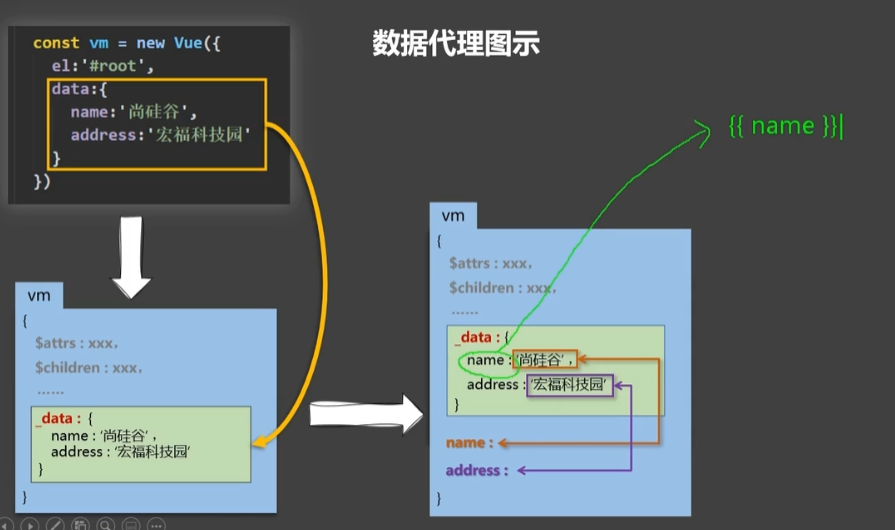 数据代理图示
const vm = new Vue({
el:'#root',
data:{
name:'尚硅谷',
address:'宏福科技园'
}
})
{{ name }}
vm
{
$attrs : xxx，
$children : xxx，
......
_data : {
name : '尚硅谷' ，
address : '宏福科技园'
}
}
vm
{
$attrs : xxx，
$children : xxx，
......
_data : {
name : '尚硅谷' ，
address : '宏福科技园'
}
name :
address :
}